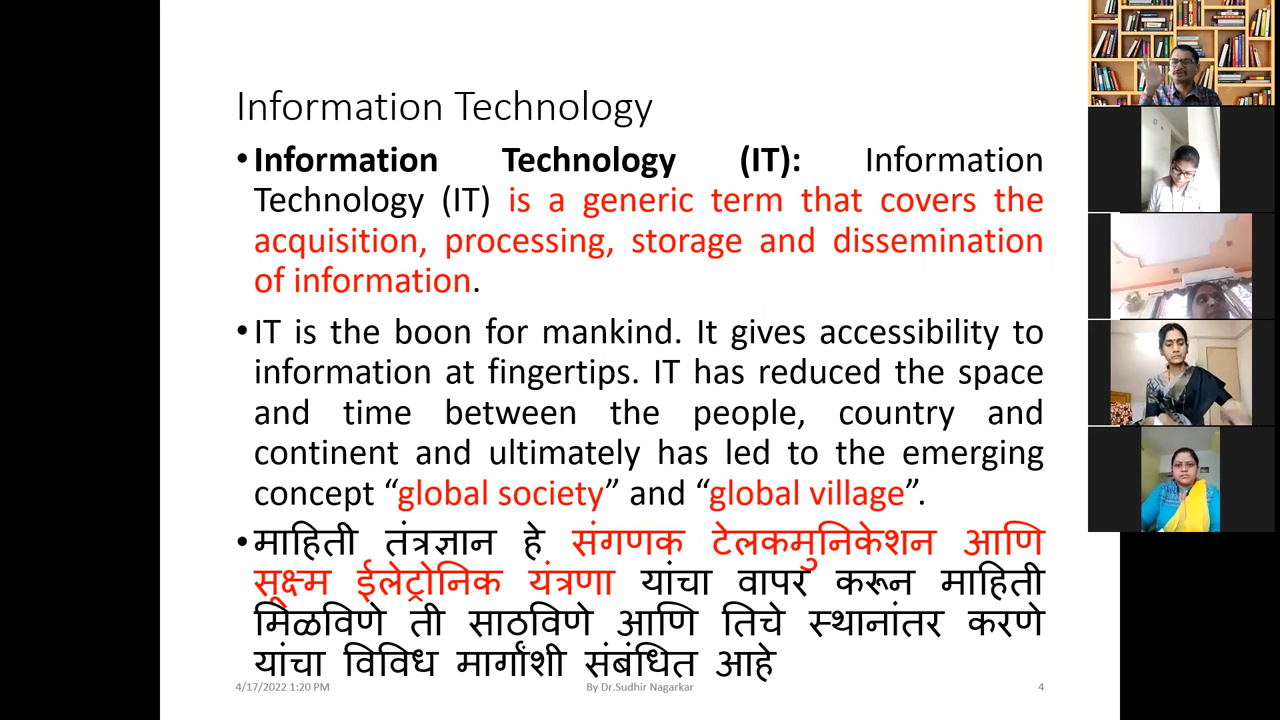 Information Technology
• Information Technology (IT): Information
Technology (IT) is a generic term that covers the
acquisition, processing, storage and dissemination
of information.
• IT is the boon for mankind. It gives accessibility to
information at fingertips. IT has reduced the space
and time between the people, country and
continent and ultimately has led to the emerging
concept “global society” and “global village”.
• माहिती तंत्रज्ञान हे संगणक टेलकमुनिकेशन आणि
सूक्ष्म ईलेट्रोनिक यंत्रणा यांचा वापर करून माहिती
मिळविणे ती साठविणे आणि तिचे स्थानांतर करणे
यांचा विविध मार्गांशी संबंधित आहे
4/17/2022 1:20 PM By Dr.Sudhir Nagarkar 4